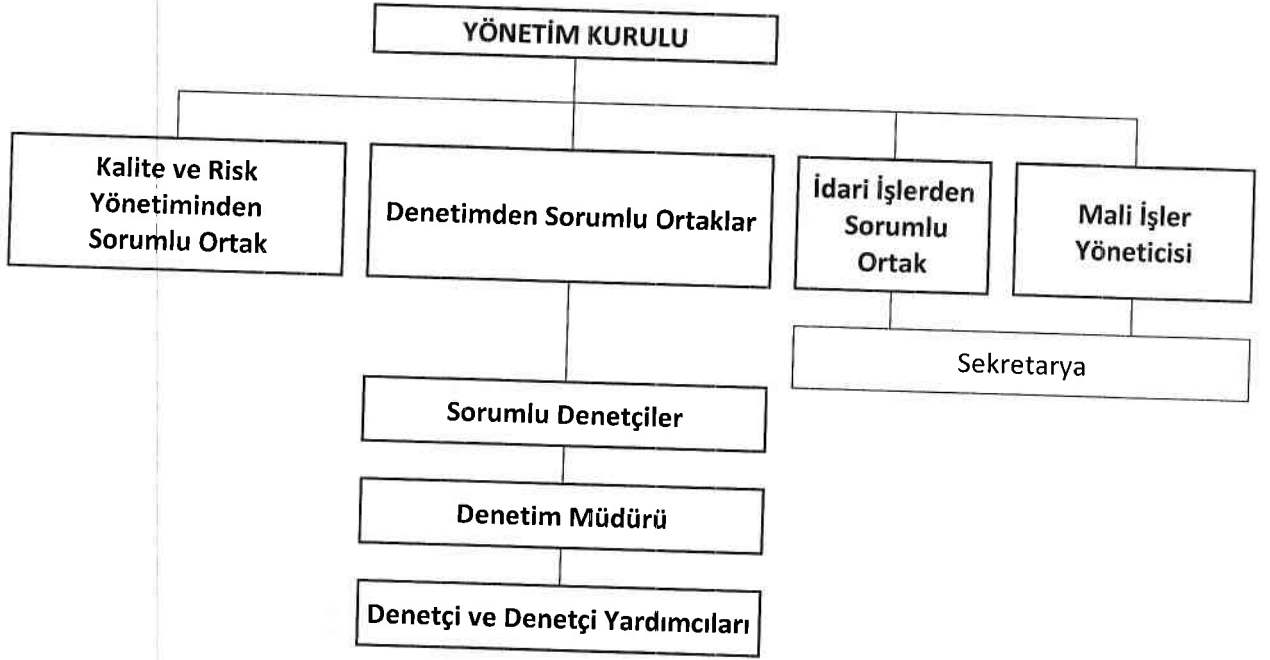 YÖNETİM KURULU
Kalite ve Risk
Yönetiminden
Sorumlu Ortak
Denetimden Sorumlu Ortaklar
İdari İşlerden
Sorumlu
Ortak
Mali İşler
Yöneticisi
Sekretarya
Sorumlu Denetçiler
Denetim Müdürü
Denetçi ve Denetçi Yardımcıları